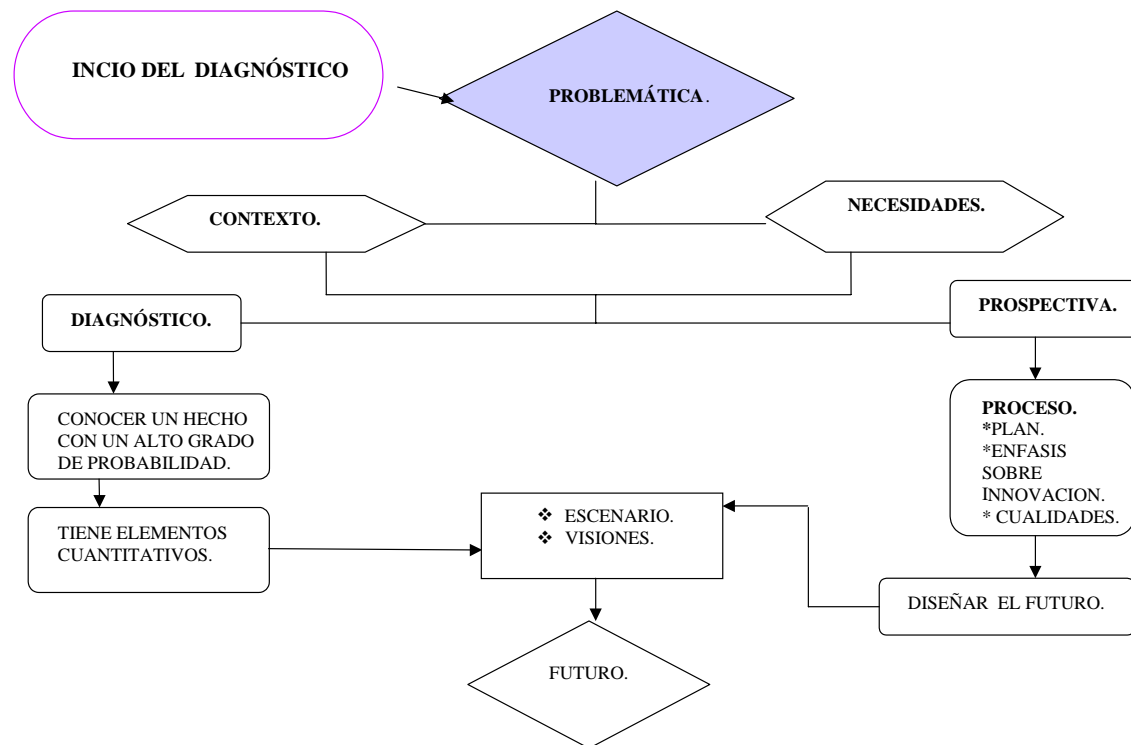 INCIO DEL DIAGNÓSTICO
PROBLEMÁTICA.
CONTEXTO.
NECESIDADES.
DIAGNÓSTICO.
PROSPECTIVA.
CONOCER UN HECHO
CON UN ALTO GRADO
DE PROBABILIDAD.
PROCESO.
*PLAN.
*ENFASIS
SOBRE
INNOVACION.
* CUALIDADES.
TIENE ELEMENTOS
CUANTITATIVOS.
❖ ESCENARIO.
❖ VISIONES.
DISEÑAR EL FUTURO.
FUTURO.